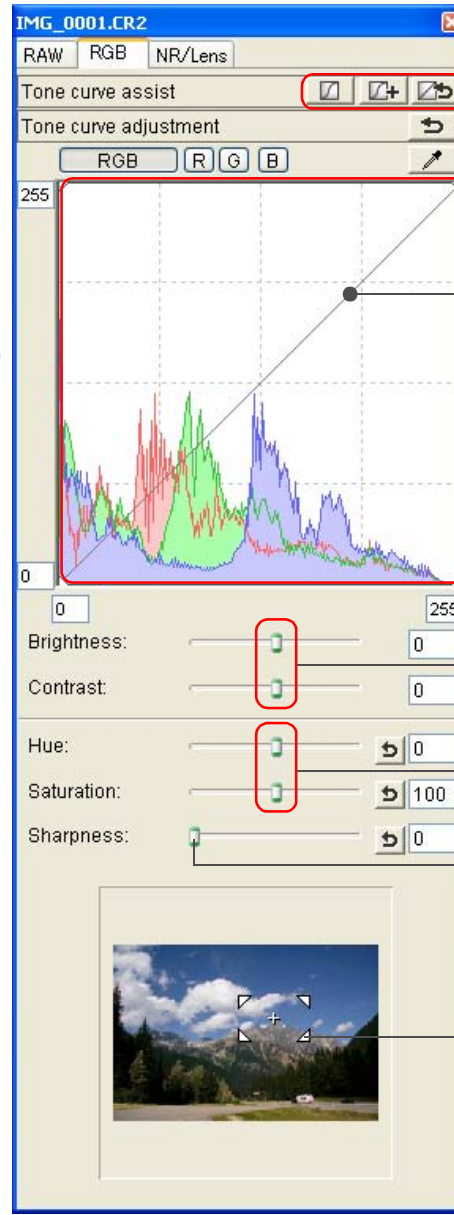 IMG_0001.CR2
RAW RGB NR/Lens
Tone curve assist
Tone curve adjustment
RGB R G B
255
0
0 255
Brightness: 0
Contrast: 0
Hue: 0
Saturation: 100
Sharpness: 0